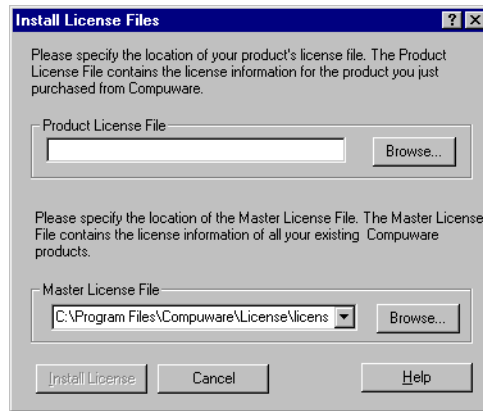 Install License Files
Please specify the location of your product's license file. The Product
License File contains the license information for the product you just
purchased from Compuware.
Product License File
Browse...
Please specify the location of the Master License File. The Master License
File contains the license information of all your existing Compuware
products.
Master License File
C:\Program Files\Compuware\License\licens
Browse...
Install License
Cancel
Help